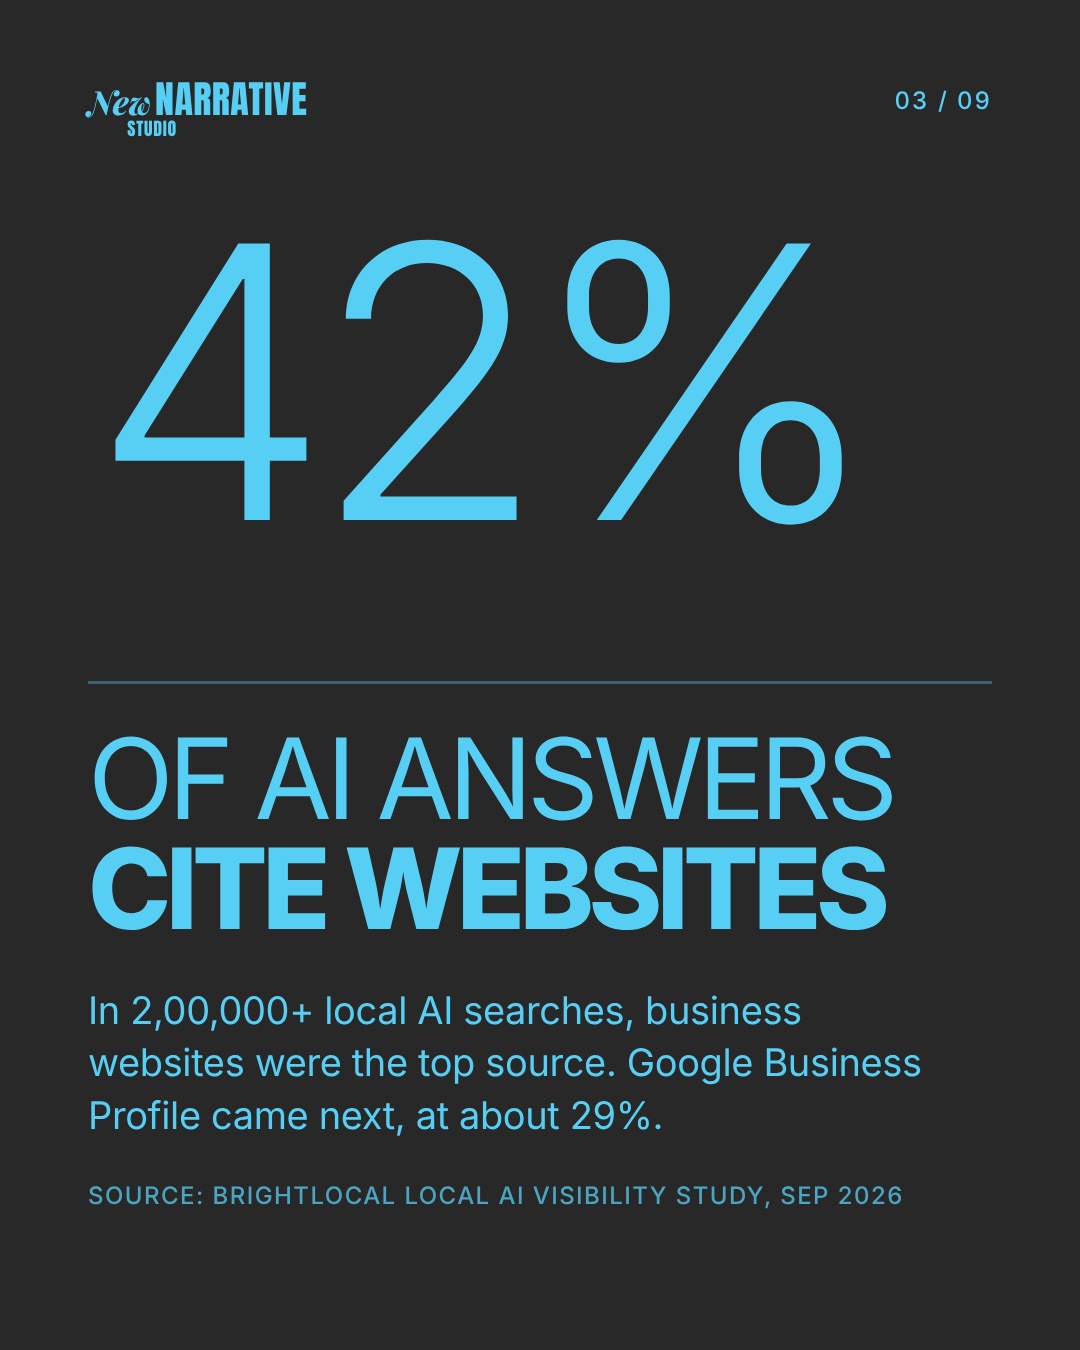 New NARRATIVE
STUDIO
03 / 09
42%
OF AI ANSWERS
CITE WEBSITES
In 2,00,000+ local AI searches, business
websites were the top source. Google Business
Profile came next, at about 29%.
SOURCE: BRIGHTLOCAL LOCAL AI VISIBILITY STUDY, SEP 2026